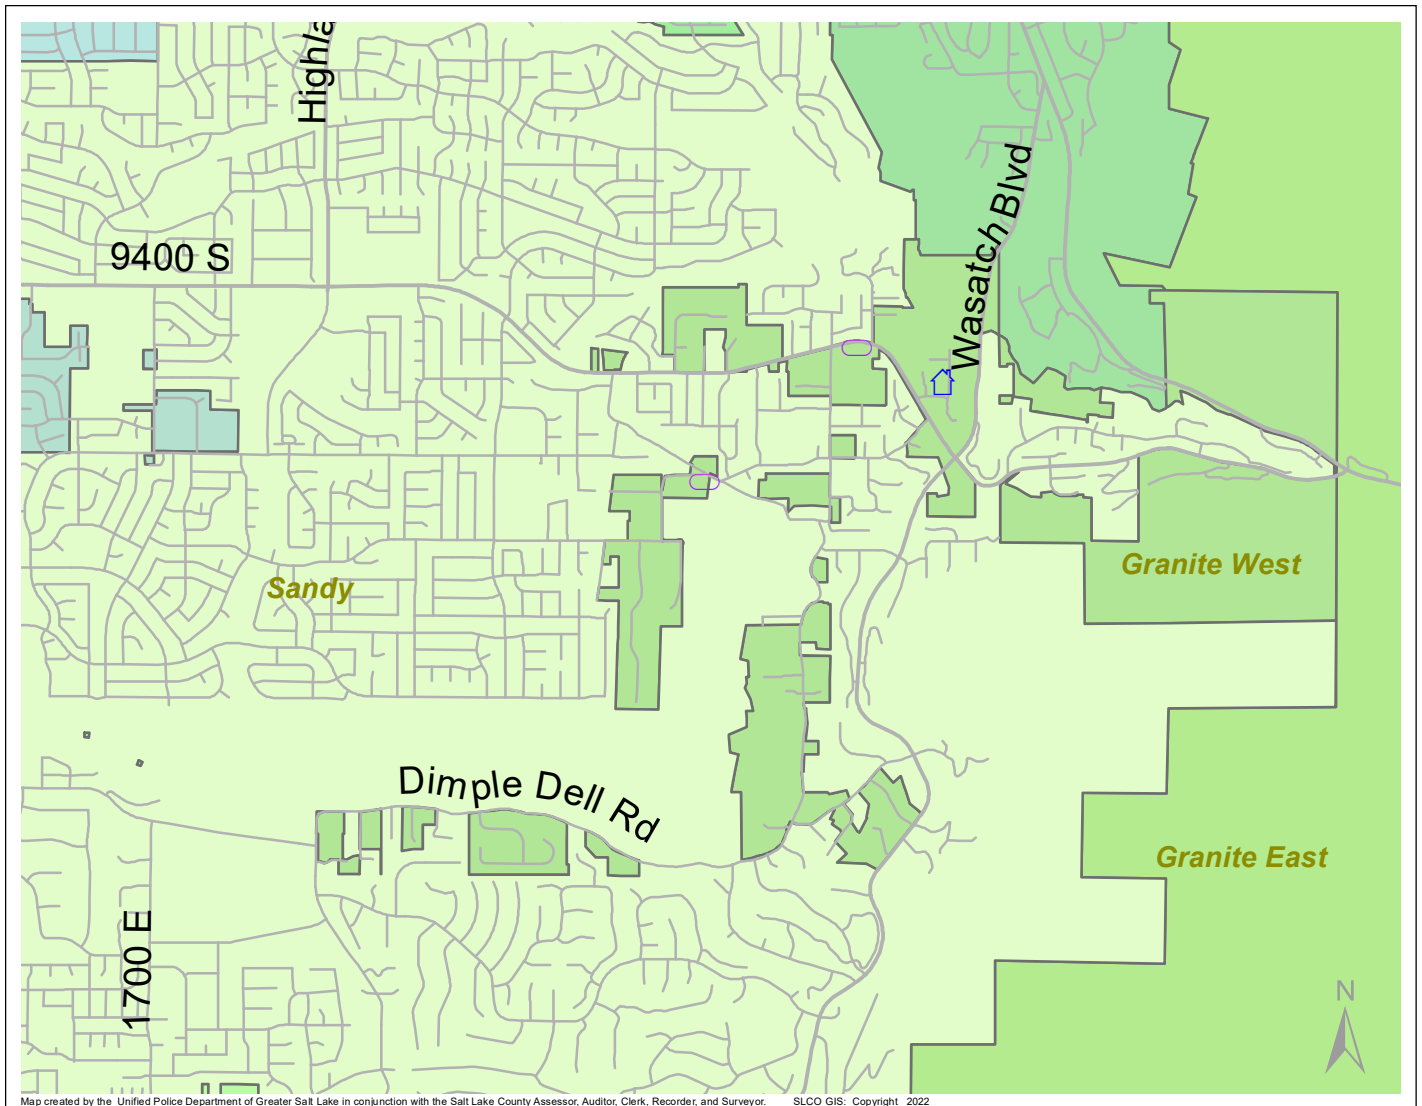 Highla
Wasatch Blvd
9400 S
Granite West
Sandy
Dimple Dell Rd
Granite East
1700 E
N
Map created by the Unified Police Department of Greater Salt Lake in conjunction with the Salt Lake County Assessor, Auditor, Clerk, Recorder, and Surveyor. SLCO GIS: Copyright 2022